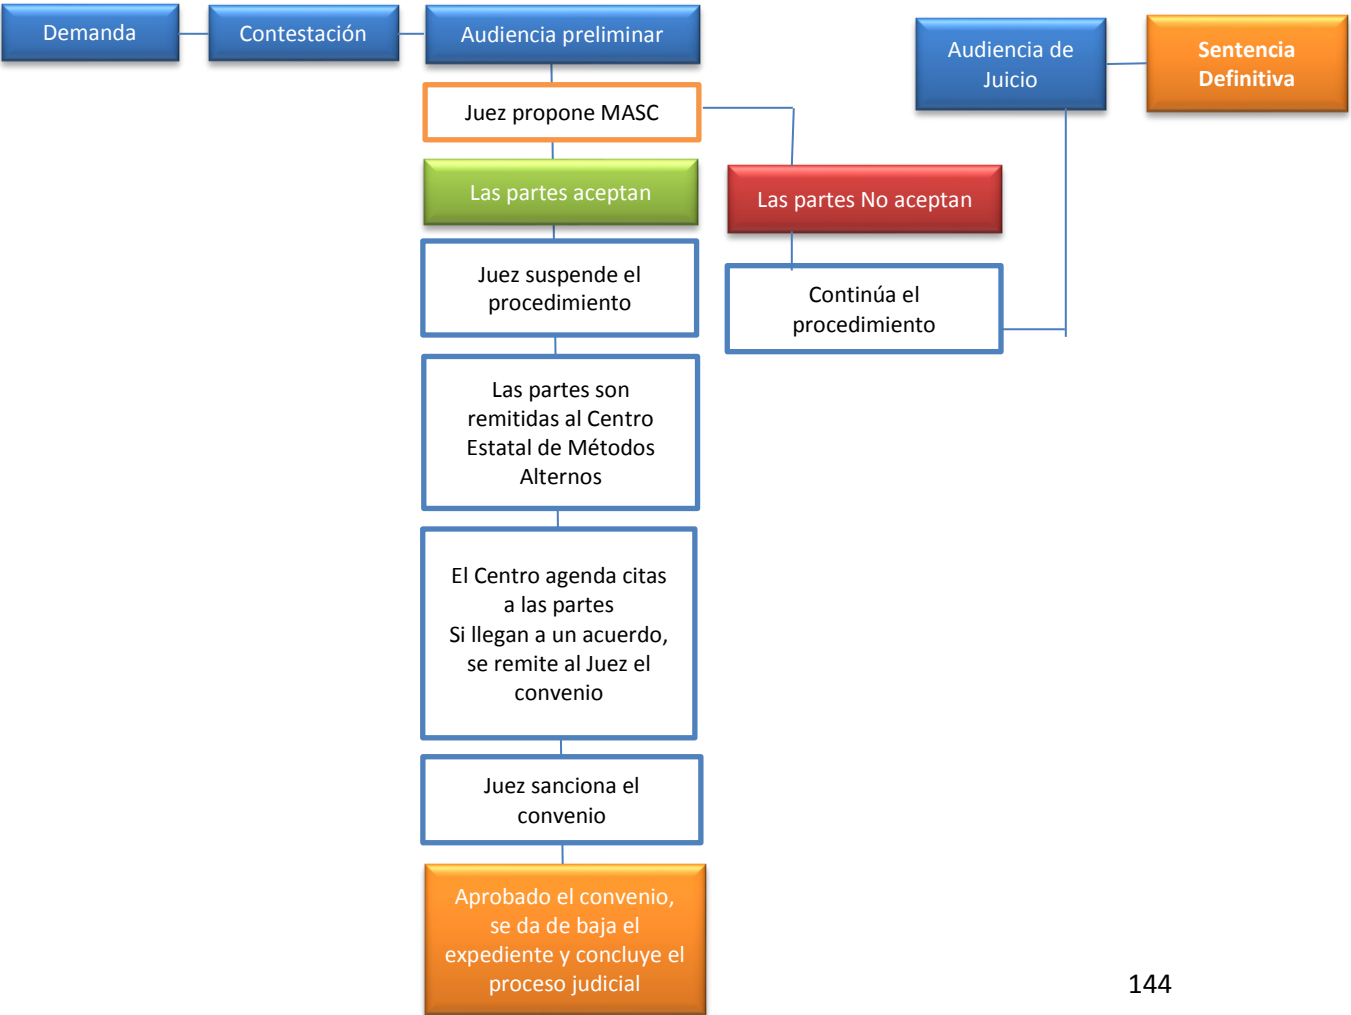 Demanda
Contestación
Audiencia preliminar
Audiencia de
Juicio
Sentencia
Definitiva
Juez propone MASC
Las partes aceptan
Las partes No aceptan
Juez suspende el
procedimiento
Continúa el
procedimiento
Las partes son
remitidas al Centro
Estatal de Métodos
Alternos
El Centro agenda citas
a las partes
Si llegan a un acuerdo,
se remite al Juez el
convenio
Juez sanciona el
convenio
Aprobado el convenio,
se da de baja el
expediente y concluye el
proceso judicial
144